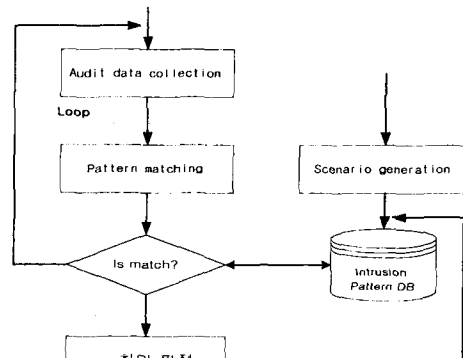 Audit data collection
Loop
Pattern matching
Scenario generation
Is match?
Intrusion
Pattern DB